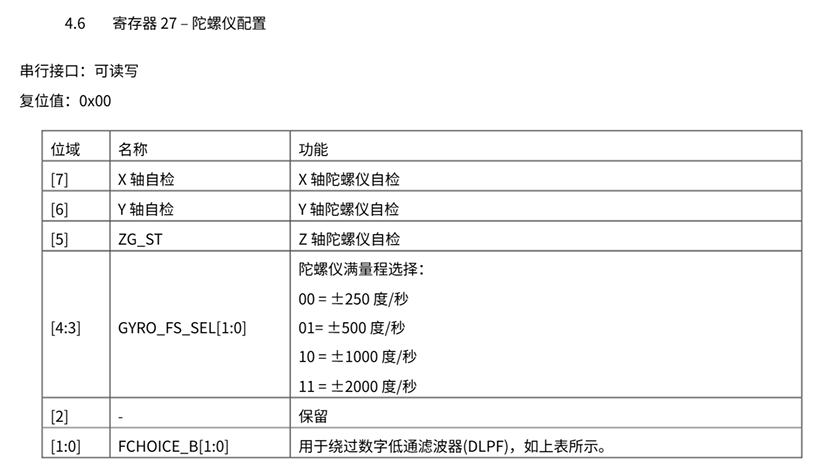 4.6 寄存器 27 – 陀螺仪配置
串行接口：可读写
复位值：0x00
位域 名称 功能
[7] X 轴自检 X 轴陀螺仪自检
[6] Y 轴自检 Y 轴陀螺仪自检
[5] ZG_ST Z 轴陀螺仪自检
[4:3] GYRO_FS_SEL[1:0] 陀螺仪满量程选择：
00 = ±250 度/秒
01= ±500 度/秒
10 = ±1000 度/秒
11 = ±2000 度/秒
[2] - 保留
[1:0] FCHOICE_B[1:0] 用于绕过数字低通滤波器(DLPF)，如上表所示。